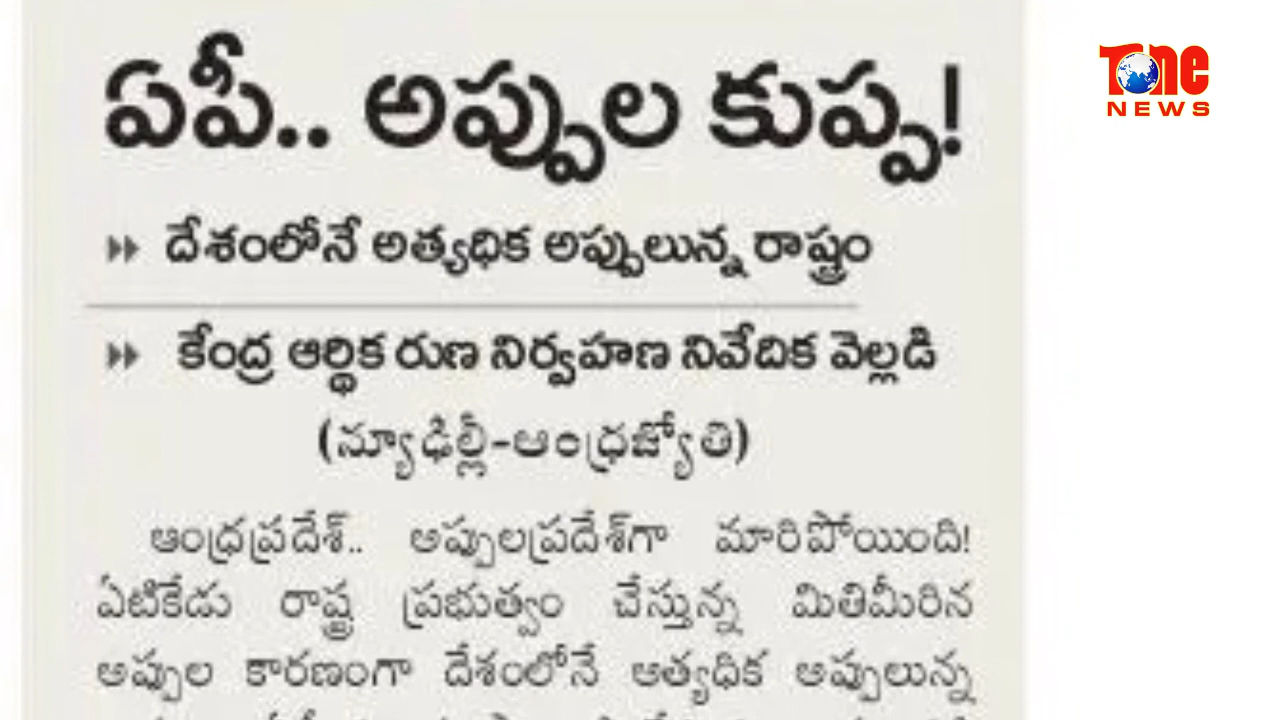 ఏపీ.. అప్పుల కుప్ప!
TONE
NEWS
దేశంలోనే అత్యధిక అప్పులున్న రాష్ట్రం
కేంద్ర ఆర్థిక రుణ నిర్వహణ నివేదిక వెల్లడి
(న్యూఢిల్లీ-ఆంధ్రజ్యోతి)
ఆంధ్రప్రదేశ్.. అప్పులప్రదేశ్‌గా మారిపోయింది!
ఏటికేడు రాష్ట్ర ప్రభుత్వం చేస్తున్న మితిమీరిన
అప్పుల కారణంగా దేశంలోనే అత్యధిక అప్పులున్న